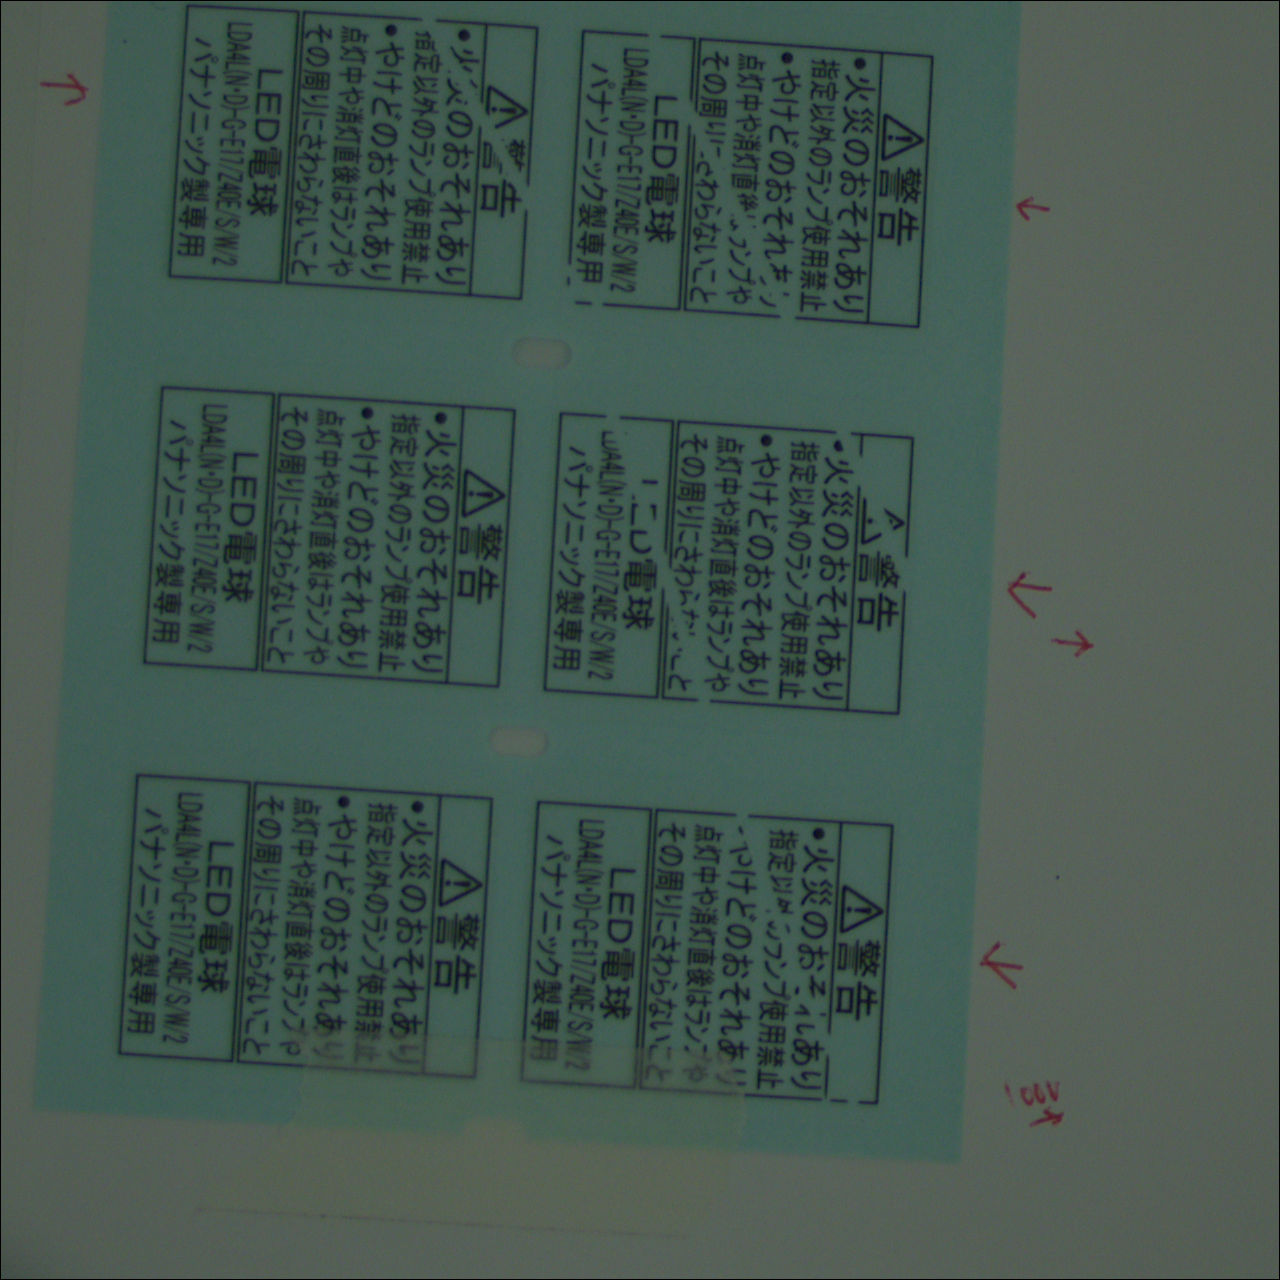 ⚠警告
●火災のおそれあり
指定以外のランプ使用禁止
●やけどのおそれあり
点灯中や消灯直後はランプや
その周りにさわらないこと
LED電球
LDA4L(N・D)-G-E17/Z40E/S/W/2
パナソニック製専用
警告
●火災のおそれあり
指定以外のランプ使用禁止
●やけどのおそれあり
点灯中や消灯直後はランプや
その周りにさわらないこと
LED電球
LDA4L(N・D)-G-E17/Z40E/S/W/2
パナソニック製専用
⚠警告
●火災のおそれあり
指定以外のランプ使用禁止
やけどのおそれあり
点灯中や消灯直後はランプや
その周りにさわらないこと
LED電球
LDA4L(N・D)-G-E17/Z40E/S/W/2
パナソニック製専用
⚠警告
●火災のおそれあり
指定以外のランプ使用禁止
●やけどのおそれあり
点灯中や消灯直後はランプや
その周りにさわらないこと
LED電球
LDA4L(N・D)-G-E17/Z40E/S/W/2
パナソニック製専用
⚠警告
●火災のおそれあり
指定以外のランプ使用禁止
●やけどのおそれあり
点灯中や消灯直後はランプや
その周りにさわらないこと
LED電球
LDA4L(N・D)-G-E17/Z40E/S/W/2
パナソニック製専用
⚠警告
●火災のおそれあり
指定以外のランプ使用禁止
●やけどのおそれあり
点灯中や消灯直後はランプや
その周りにさわらないこと
LED電球
LDA4L(N・D)-G-E17/Z40E/S/W/2
パナソニック製専用